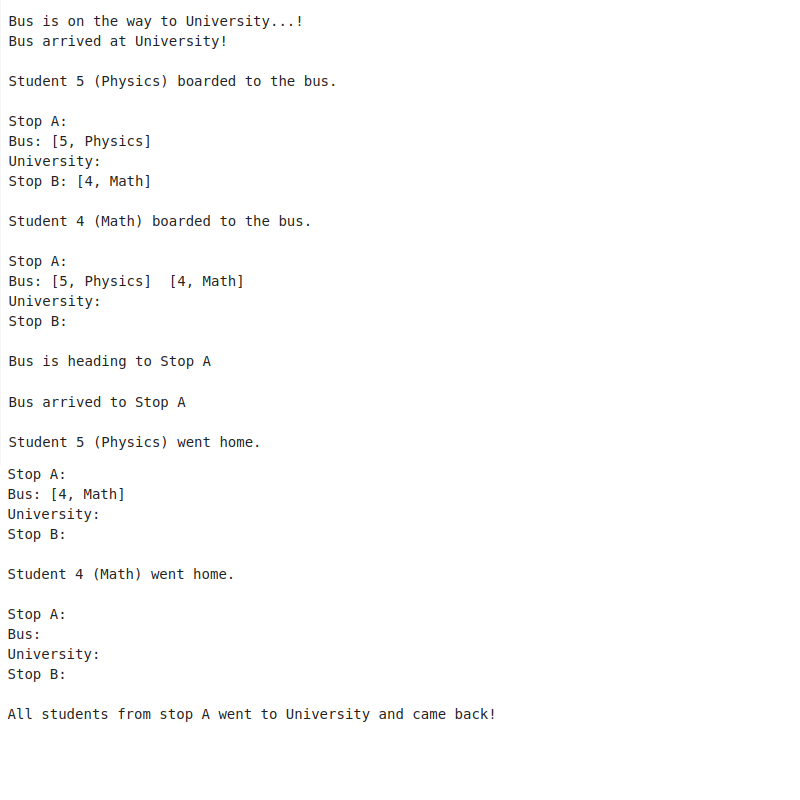 Bus is on the way to University...!
Bus arrived at University!
Student 5 (Physics) boarded to the bus.
Stop A:
Bus: [5, Physics]
University:
Stop B: [4, Math]
Student 4 (Math) boarded to the bus.
Stop A:
Bus: [5, Physics]  [4, Math]
University:
Stop B:
Bus is heading to Stop A
Bus arrived to Stop A
Student 5 (Physics) went home.
Stop A:
Bus: [4, Math]
University:
Stop B:
Student 4 (Math) went home.
Stop A:
Bus:
University:
Stop B:
All students from stop A went to University and came back!